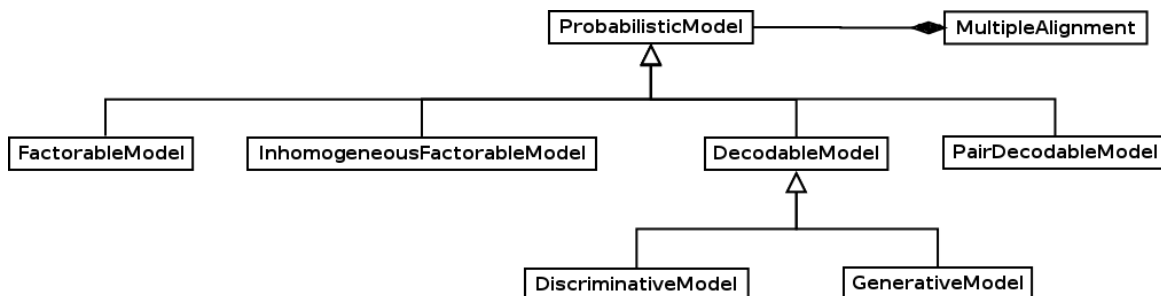 ProbabilisticModel
MultipleAlignment
FactorableModel
InhomogeneousFactorableModel
DecodableModel
PairDecodableModel
DiscriminativeModel
GenerativeModel